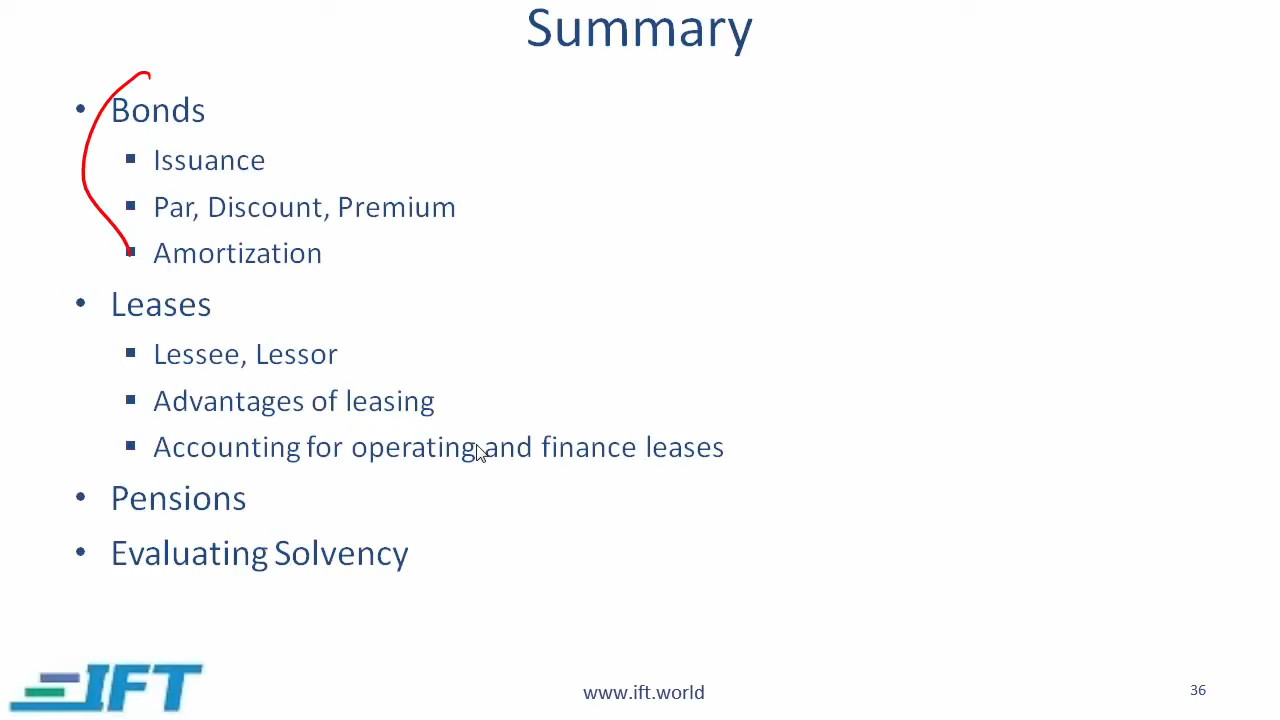 Summary
• Bonds
▪ Issuance
▪ Par, Discount, Premium
▪ Amortization
• Leases
▪ Lessee, Lessor
▪ Advantages of leasing
▪ Accounting for operating and finance leases
• Pensions
• Evaluating Solvency
IFT
www.ift.world
36